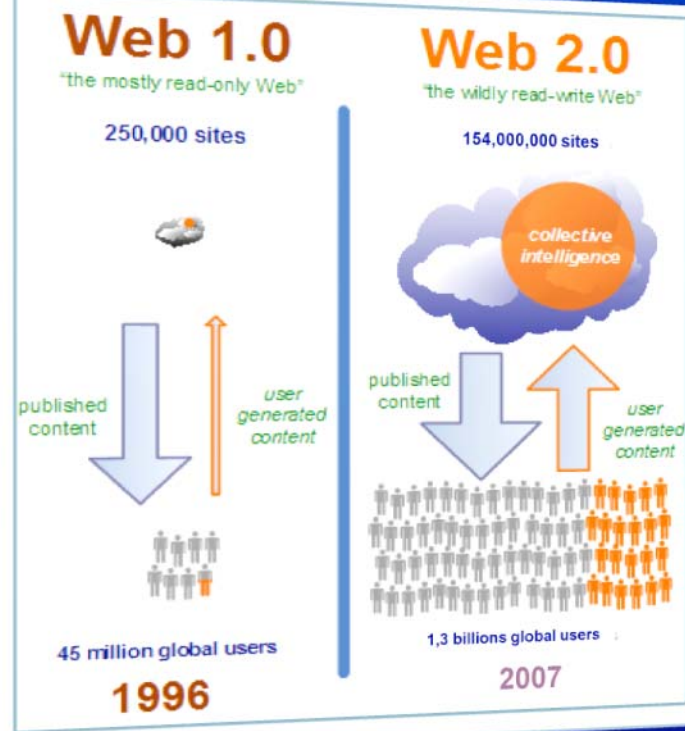 Web 1.0
"the mostly read-only Web"
250,000 sites
published
content
user
generated
content
45 million global users
1996
Web 2.0
"the wildly read-write Web"
154,000,000 sites
collective
intelligence
published
content
user
generated
content
1,3 billions global users
2007